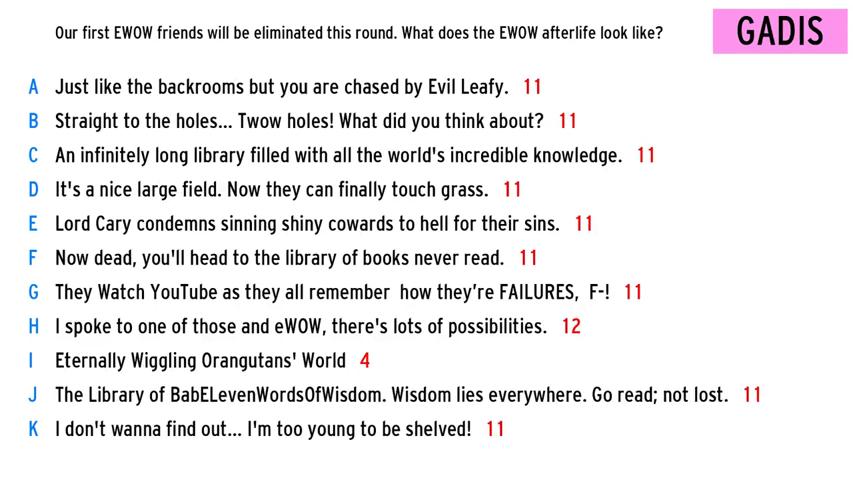 Our first EWOW friends will be eliminated this round. What does the EWOW afterlife look like?
GADIS
A Just like the backrooms but you are chased by Evil Leafy. 11
B Straight to the holes... Twow holes! What did you think about? 11
C An infinitely long library filled with all the world's incredible knowledge. 11
D It's a nice large field. Now they can finally touch grass. 11
E Lord Cary condemns sinning shiny cowards to hell for their sins. 11
F Now dead, you'll head to the library of books never read. 11
G They Watch YouTube as they all remember how they’re FAILURES, F-! 11
H I spoke to one of those and eWOW, there's lots of possibilities. 12
I Eternally Wiggling Orangutans' World 4
J The Library of BabELevenWordsOfWisdom. Wisdom lies everywhere. Go read; not lost. 11
K I don't wanna find out... I'm too young to be shelved! 11